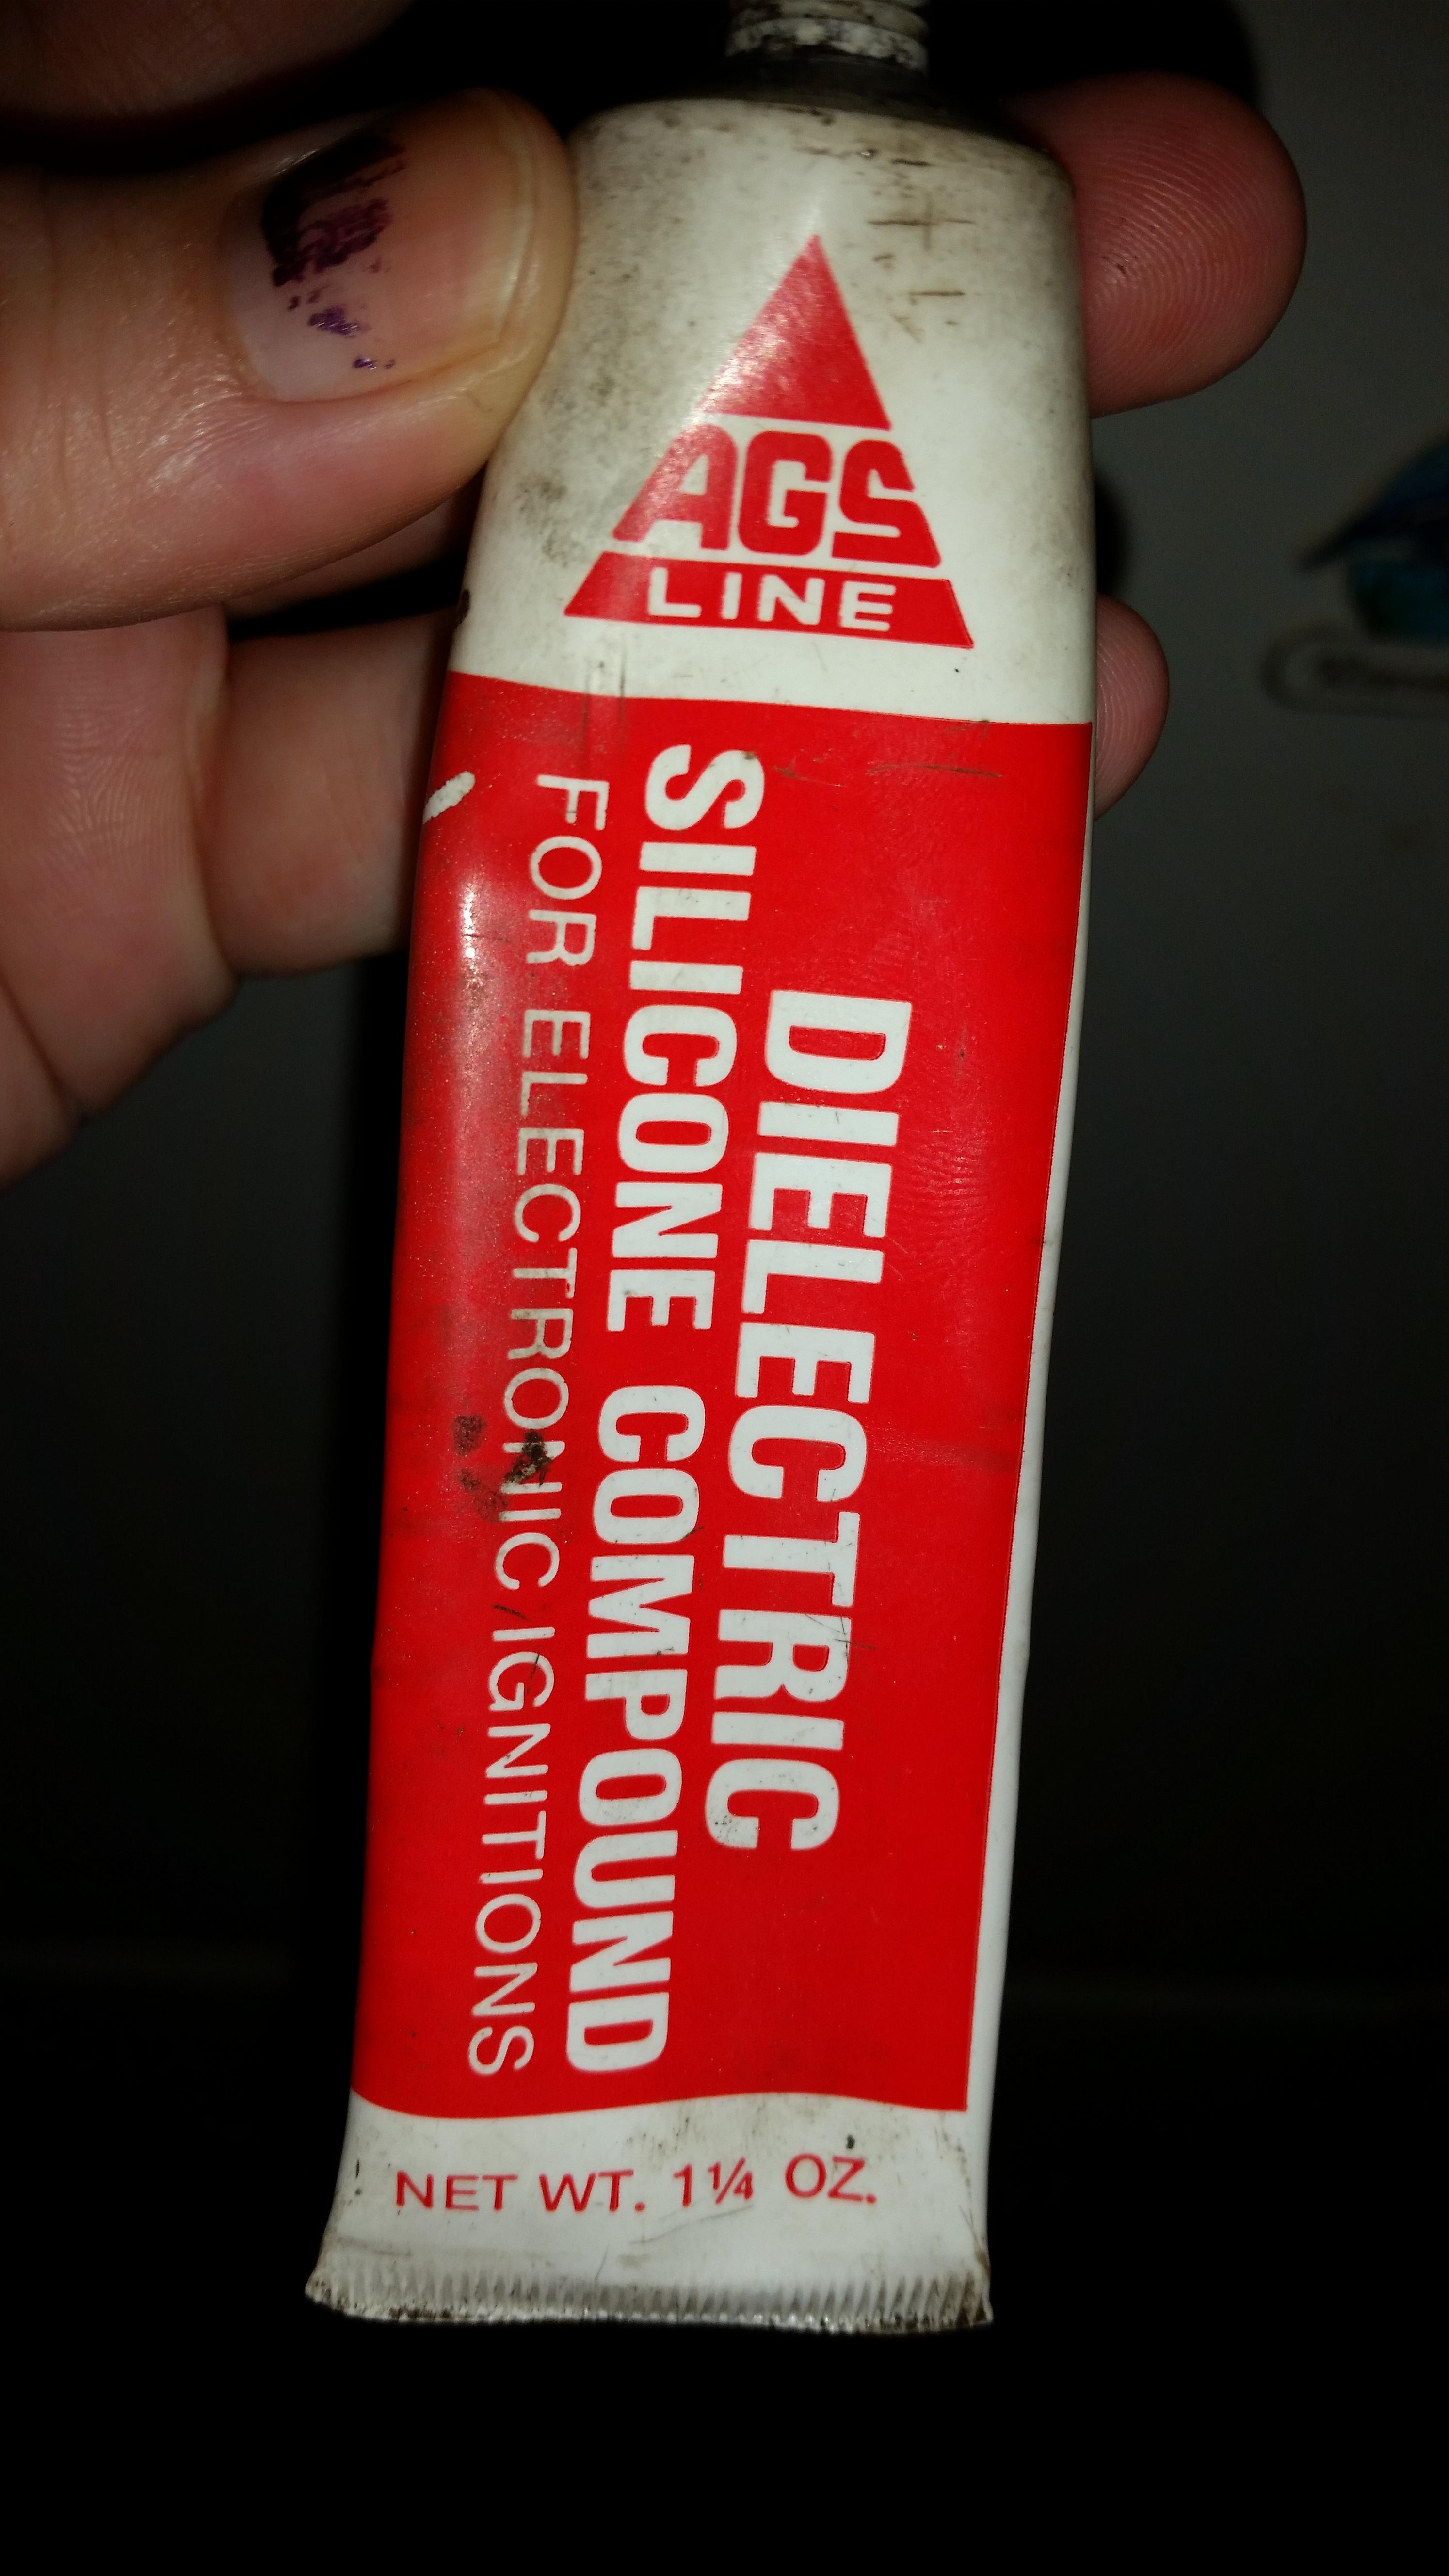 AGS
LINE
DIELECTRIC
SILICONE COMPOUND
FOR ELECTRONIC IGNITIONS
NET WT. 1¼ OZ.